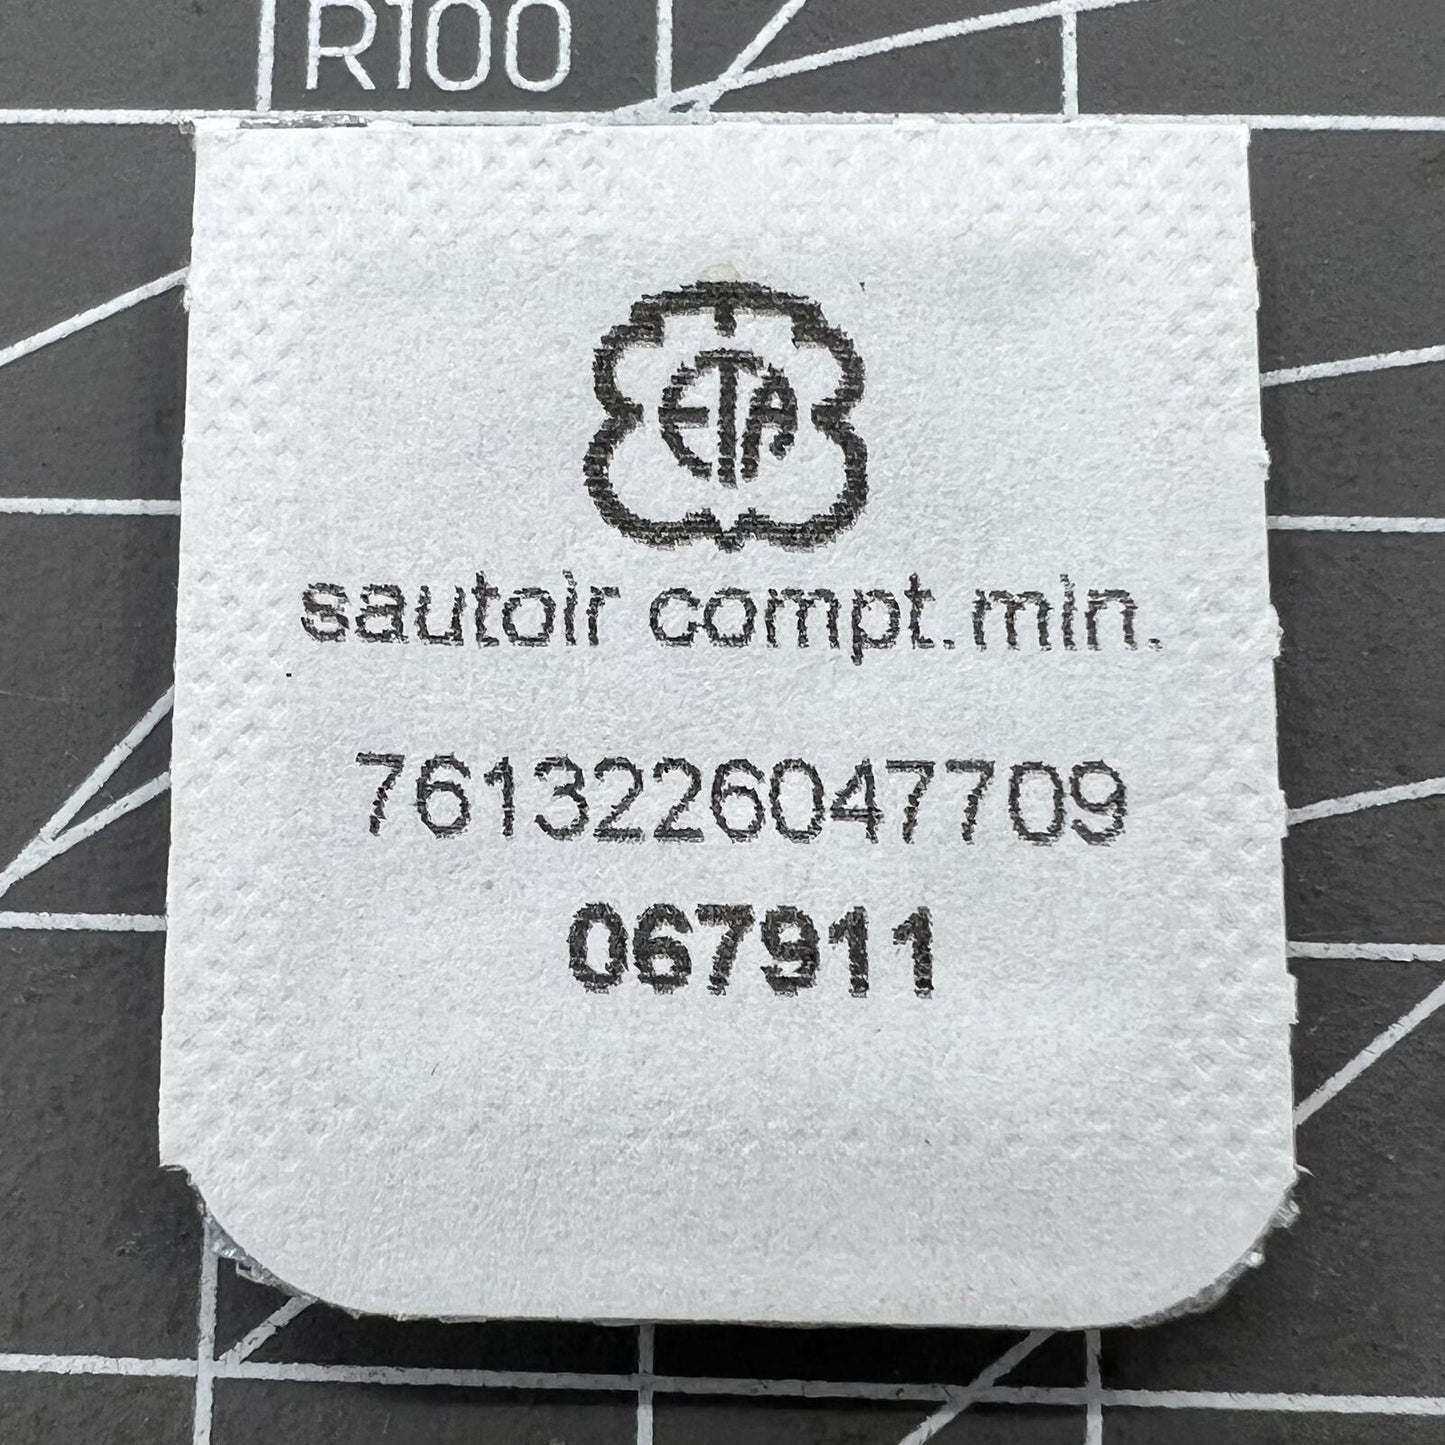 R100
ETA
sautoir compt.min.
7613226047709
067911